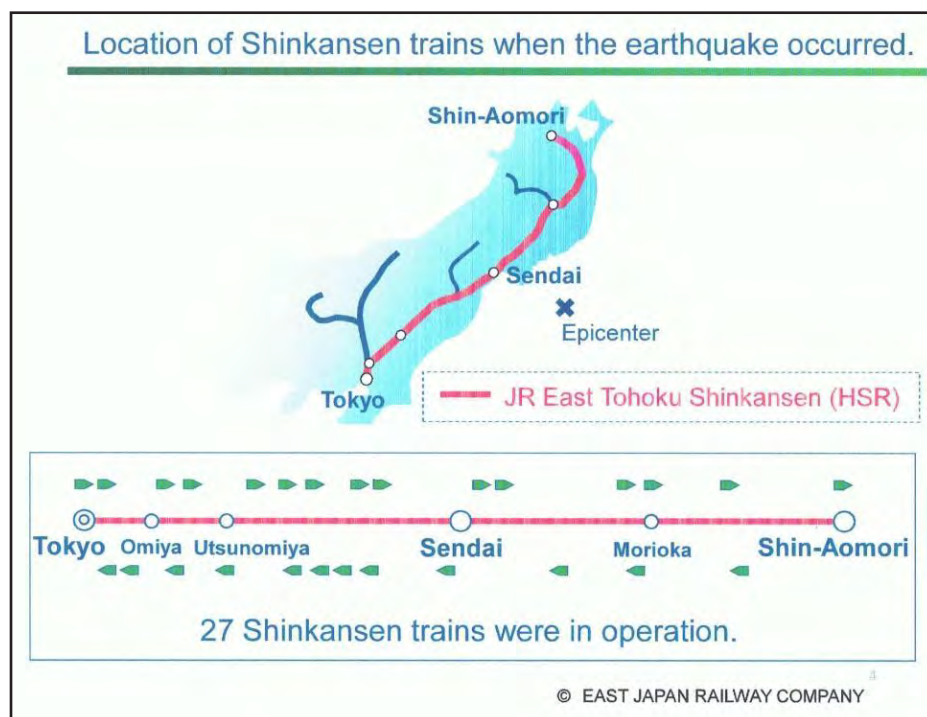 Location of Shinkansen trains when the earthquake occurred.
Shin-Aomori
Sendai
Epicenter
Tokyo
JR East Tohoku Shinkansen (HSR)
Tokyo
Omiya
Utsunomiya
Sendai
Morioka
Shin-Aomori
27 Shinkansen trains were in operation.
4
© EAST JAPAN RAILWAY COMPANY